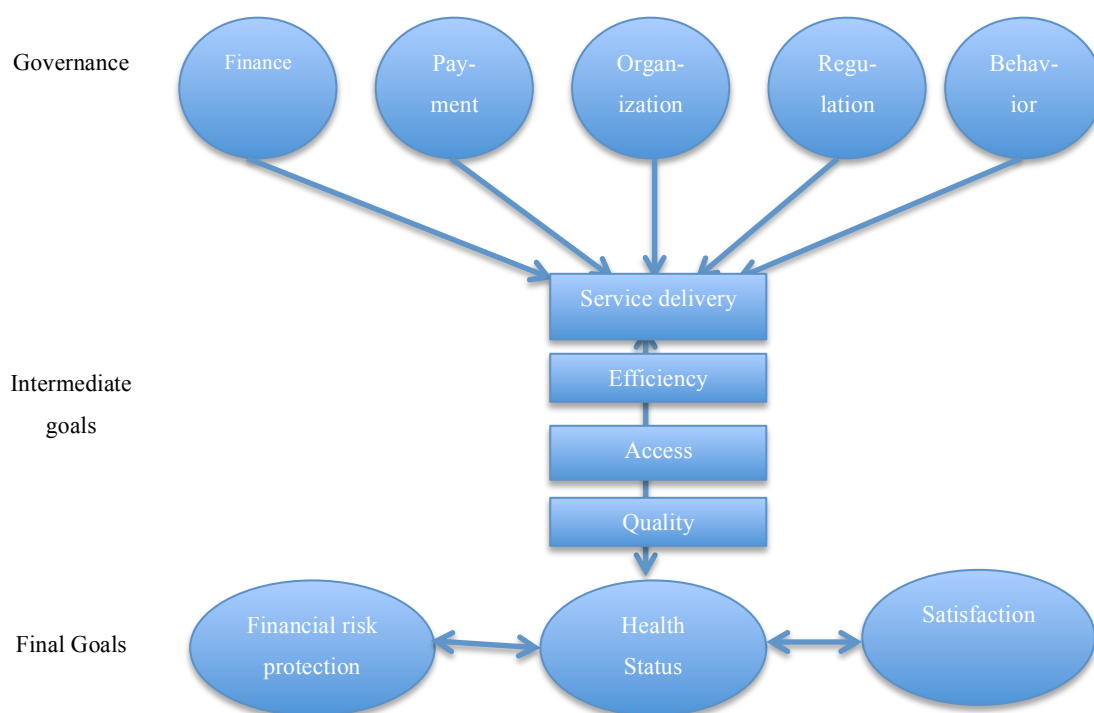 Governance
Finance
Pay-
ment
Organ-
ization
Regu-
lation
Behav-
ior
Service delivery
Intermediate
goals
Efficiency
Access
Quality
Final Goals
Financial risk
protection
Health
Status
Satisfaction